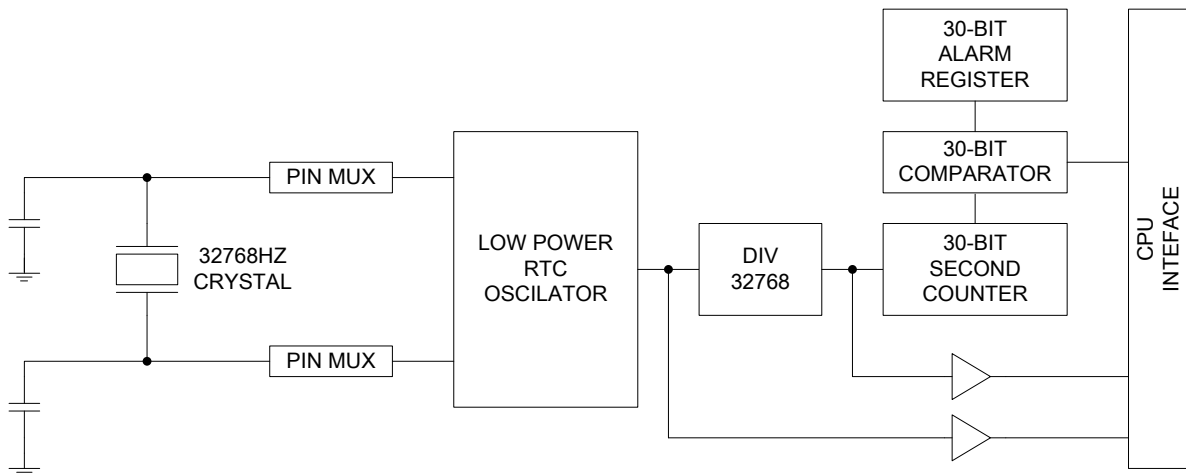 30-BIT
ALARM
REGISTER
30-BIT
COMPARATOR
PIN MUX
32768HZ
CRYSTAL
LOW POWER
RTC
OSCILATOR
DIV
32768
30-BIT
SECOND
COUNTER
CPU
INTEFACE
PIN MUX